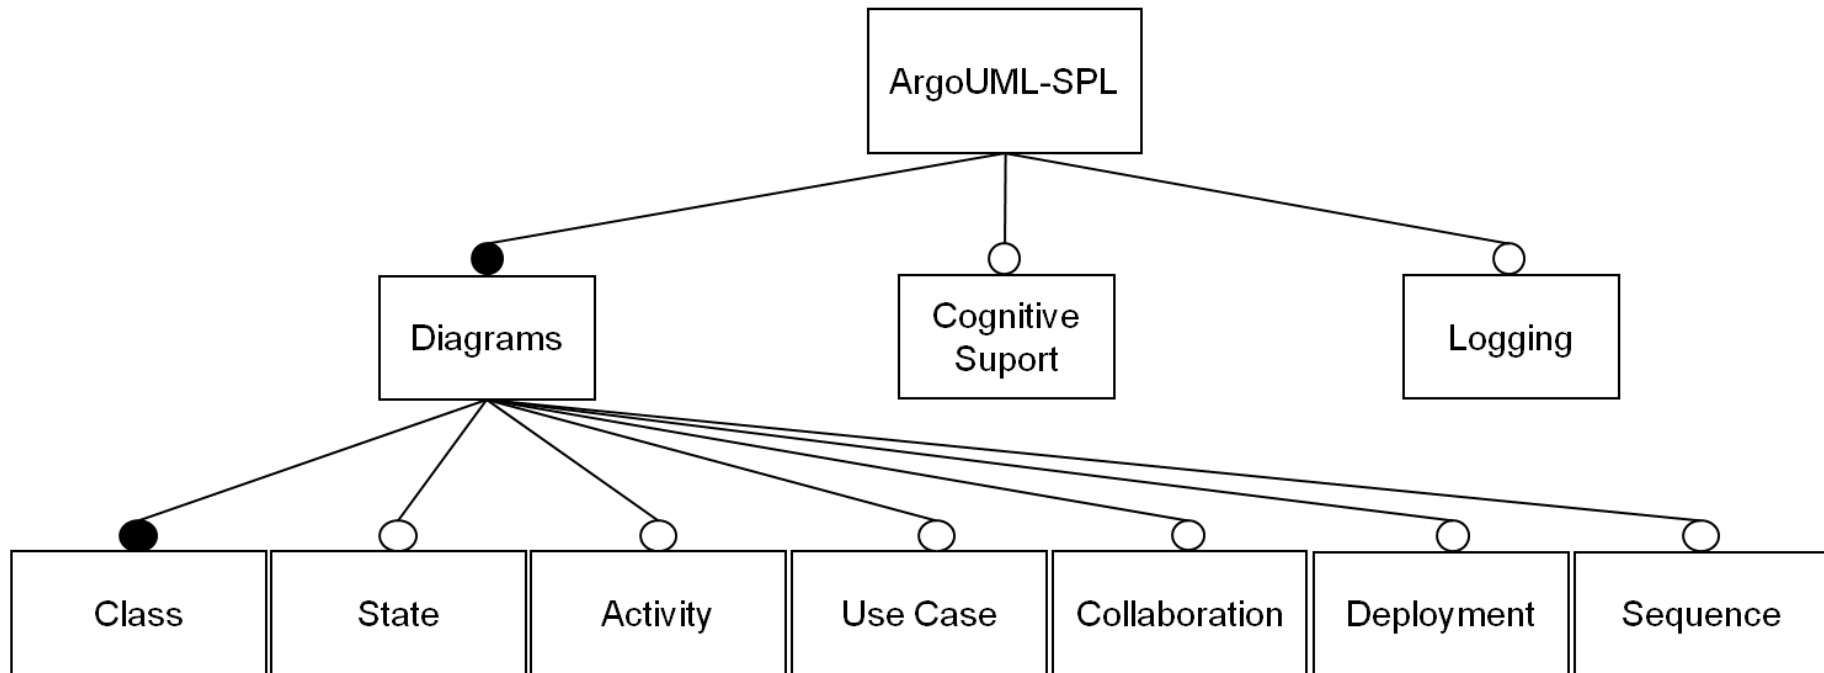 ArgoUML-SPL
Diagrams
Cognitive
Suport
Logging
Class
State
Activity
Use Case
Collaboration
Deployment
Sequence